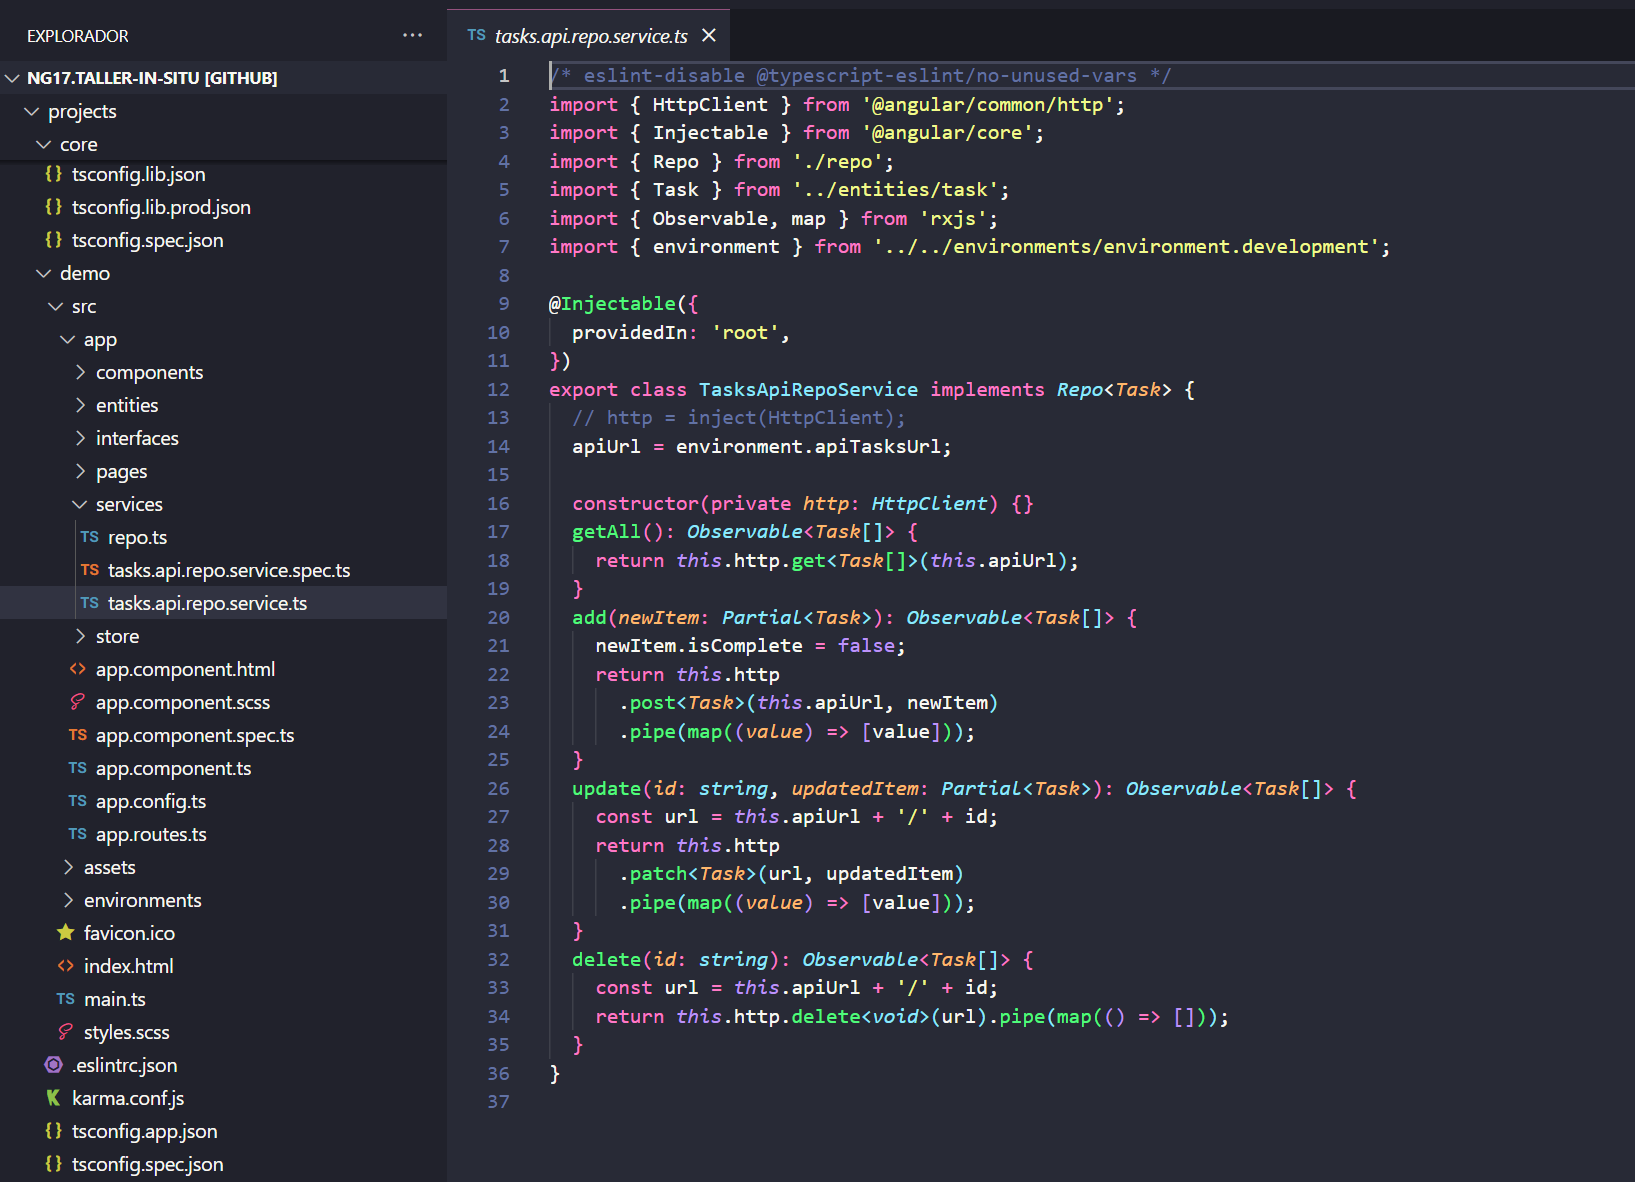 EXPLORADOR
NG17.TALLER-IN-SITU [GITHUB]
projects
core
tsconfig.lib.json
tsconfig.lib.prod.json
tsconfig.spec.json
demo
src
app
components
entities
interfaces
pages
services
TS repo.ts
TS tasks.api.repo.service.spec.ts
TS tasks.api.repo.service.ts
store
app.component.html
app.component.scss
TS app.component.spec.ts
TS app.component.ts
TS app.config.ts
TS app.routes.ts
assets
environments
favicon.ico
index.html
TS main.ts
styles.scss
.eslintrc.json
karma.conf.js
tsconfig.app.json
tsconfig.spec.json
TS tasks.api.repo.service.ts
1 /* eslint-disable @typescript-eslint/no-unused-vars */
2 import { HttpClient } from '@angular/common/http';
3 import { Injectable } from '@angular/core';
4 import { Repo } from './repo';
5 import { Task } from '../entities/task';
6 import { Observable, map } from 'rxjs';
7 import { environment } from '../../environments/environment.development';
8
9 @Injectable({
10   providedIn: 'root',
11 })
12 export class TasksApiRepoService implements Repo<Task> {
13   // http = inject(HttpClient);
14   apiUrl = environment.apiTasksUrl;
15
16   constructor(private http: HttpClient) {}
17   getAll(): Observable<Task[]> {
18     return this.http.get<Task[]>(this.apiUrl);
19   }
20   add(newItem: Partial<Task>): Observable<Task[]> {
21     newItem.isComplete = false;
22     return this.http
23       .post<Task>(this.apiUrl, newItem)
24       .pipe(map((value) => [value]));
25   }
26   update(id: string, updatedItem: Partial<Task>): Observable<Task[]> {
27     const url = this.apiUrl + '/' + id;
28     return this.http
29       .patch<Task>(url, updatedItem)
30       .pipe(map((value) => [value]));
31   }
32   delete(id: string): Observable<Task[]> {
33     const url = this.apiUrl + '/' + id;
34     return this.http.delete<void>(url).pipe(map(() => []));
35   }
36 }
37